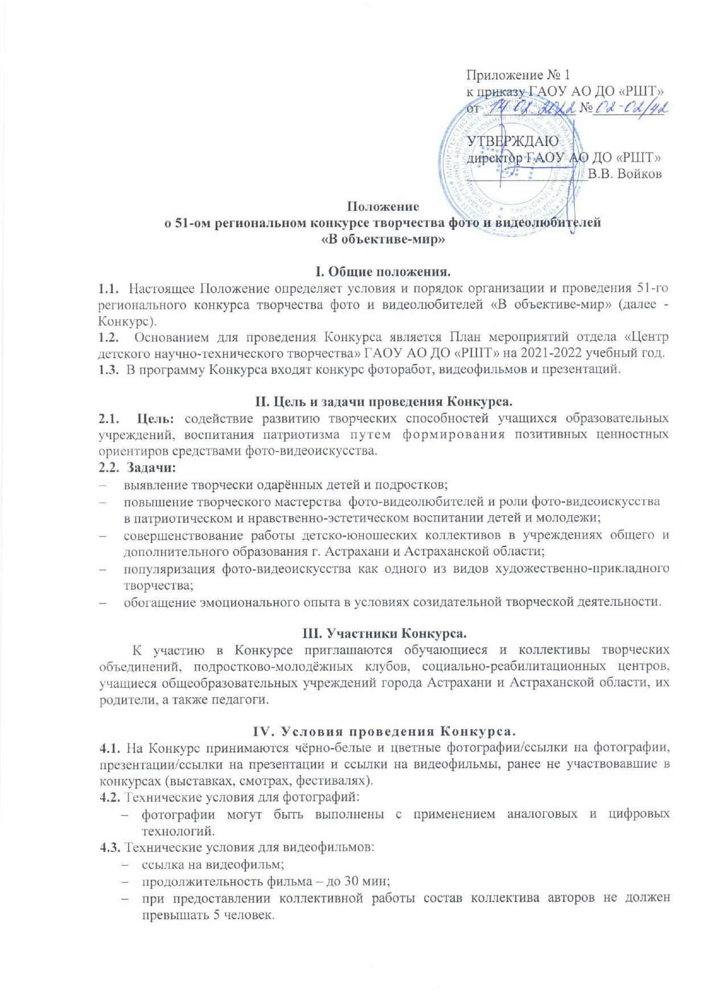 Приложение № 1
к приказу ГАОУ АО ДО «РШТ»
от 02 2022 № 02-02/42
УТВЕРЖДАЮ
директор ГАОУ АО ДО «РШТ»
В.В. Войков
Положение
о 51-ом региональном конкурсе творчества фото и видеолюбителей
«В объективе-мир»
I. Общие положения.
1.1. Настоящее Положение определяет условия и порядок организации и проведения 51-го
регионального конкурса творчества фото и видеолюбителей «В объективе-мир» (далее -
Конкурс).
1.2. Основанием для проведения Конкурса является План мероприятий отдела «Центр
детского научно-технического творчества» ГАОУ АО ДО «РШТ» на 2021-2022 учебный год.
1.3. В программу Конкурса входят конкурс фоторабот, видеофильмов и презентаций.
II. Цель и задачи проведения Конкурса.
2.1. Цель: содействие развитию творческих способностей учащихся образовательных
учреждений, воспитания патриотизма путем формирования позитивных ценностных
ориентиров средствами фото-видеоискусства.
2.2. Задачи:
– выявление творчески одарённых детей и подростков;
– повышение творческого мастерства фото-видеолюбителей и роли фото-видеоискусства
в патриотическом и нравственно-эстетическом воспитании детей и молодежи;
– совершенствование работы детско-юношеских коллективов в учреждениях общего и
дополнительного образования г. Астрахани и Астраханской области;
– популяризация фото-видеоискусства как одного из видов художественно-прикладного
творчества;
– обогащение эмоционального опыта в условиях созидательной творческой деятельности.
III. Участники Конкурса.
К участию в Конкурсе приглашаются обучающиеся и коллективы творческих
объединений, подростково-молодёжных клубов, социально-реабилитационных центров,
учащиеся общеобразовательных учреждений города Астрахани и Астраханской области, их
родители, а также педагоги.
IV. Условия проведения Конкурса.
4.1. На Конкурс принимаются чёрно-белые и цветные фотографии/ссылки на фотографии,
презентации/ссылки на презентации и ссылки на видеофильмы, ранее не участвовавшие в
конкурсах (выставках, смотрах, фестивалях).
4.2. Технические условия для фотографий:
– фотографии могут быть выполнены с применением аналоговых и цифровых
технологий.
4.3. Технические условия для видеофильмов:
– ссылка на видеофильм;
– продолжительность фильма – до 30 мин;
– при предоставлении коллективной работы состав коллектива авторов не должен
превышать 5 человек.